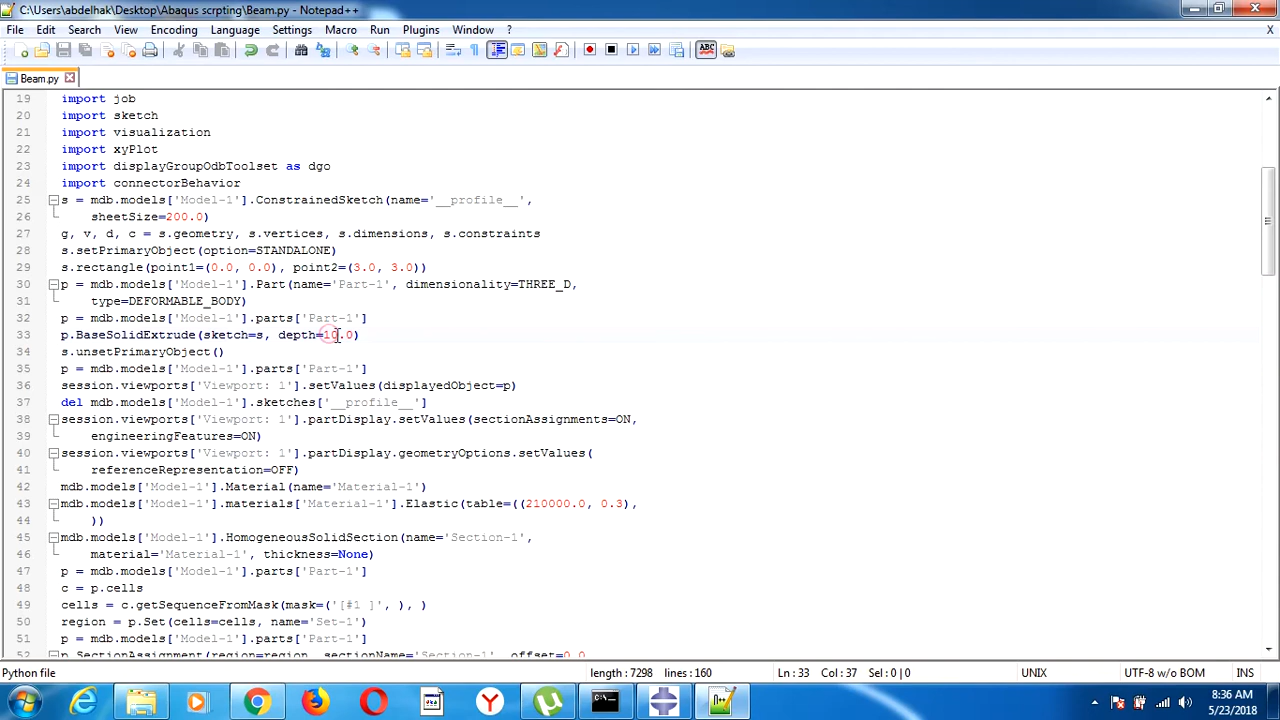 C:\Users\abdelhak\Desktop\Abaqus scrpting\Beam.py - Notepad++
File Edit Search View Encoding Language Settings Macro Run Plugins Window ? X
Beam.py
19 import job
20 import sketch
21 import visualization
22 import xyPlot
23 import displayGroupOdbToolset as dgo
24 import connectorBehavior
25 s = mdb.models['Model-1'].ConstrainedSketch(name='__profile__',
26 sheetSize=200.0)
27 g, v, d, c = s.geometry, s.vertices, s.dimensions, s.constraints
28 s.setPrimaryObject(option=STANDALONE)
29 s.rectangle(point1=(0.0, 0.0), point2=(3.0, 3.0))
30 p = mdb.models['Model-1'].Part(name='Part-1', dimensionality=THREE_D,
31 type=DEFORMABLE_BODY)
32 p = mdb.models['Model-1'].parts['Part-1']
33 p.BaseSolidExtrude(sketch=s, depth=10.0)
34 s.unsetPrimaryObject()
35 p = mdb.models['Model-1'].parts['Part-1']
36 session.viewports['Viewport: 1'].setValues(displayedObject=p)
37 del mdb.models['Model-1'].sketches['__profile__']
38 session.viewports['Viewport: 1'].partDisplay.setValues(sectionAssignments=ON,
39 engineeringFeatures=ON)
40 session.viewports['Viewport: 1'].partDisplay.geometryOptions.setValues(
41 referenceRepresentation=OFF)
42 mdb.models['Model-1'].Material(name='Material-1')
43 mdb.models['Model-1'].materials['Material-1'].Elastic(table=((210000.0, 0.3),
44 ))
45 mdb.models['Model-1'].HomogeneousSolidSection(name='Section-1',
46 material='Material-1', thickness=None)
47 p = mdb.models['Model-1'].parts['Part-1']
48 c = p.cells
49 cells = c.getSequenceFromMask(mask=('[#1 ]', ), )
50 region = p.Set(cells=cells, name='Set-1')
51 p = mdb.models['Model-1'].parts['Part-1']
52 p.SectionAssignment(region=region, sectionName='Section-1', offset=0.0,
Python file length : 7298 lines : 160 Ln : 33 Col : 37 Sel : 0 | 0 UNIX UTF-8 w/o BOM INS
8:36 AM
5/23/2018